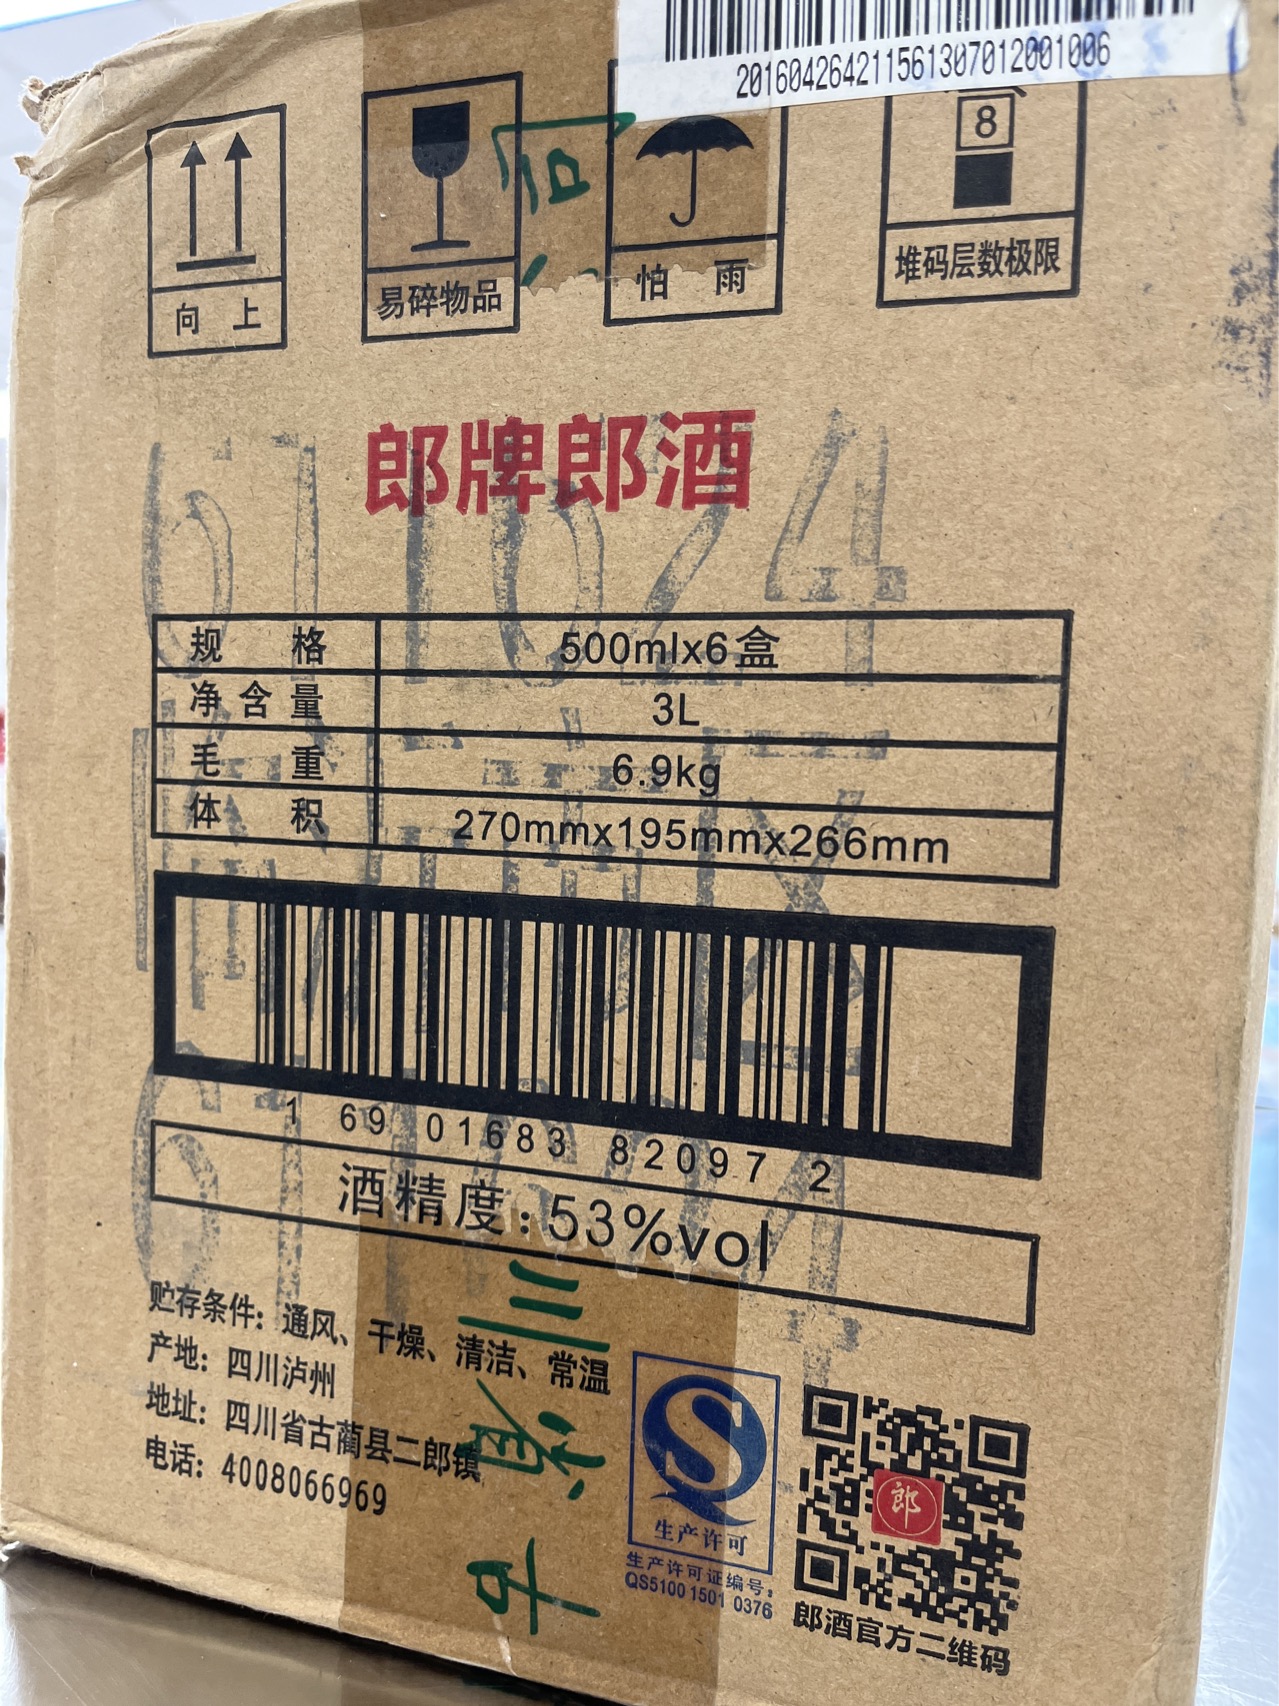 201604264211561307012001006
8
向 上
易碎物品
怕 雨
堆码层数极限
郎牌郎酒
规 格 500mlx6盒
净含量 3L
毛 重 6.9kg
体 积 270mmx195mmx266mm
1 69 01683 82097 2
酒精度:53%vol
贮存条件:通风、干燥、清洁、常温
产地:四川泸州
地址:四川省古蔺县二郎镇
电话:4008066969
生产许可
生产许可证编号:
QS5100 1501 0376
郎
郎酒官方二维码